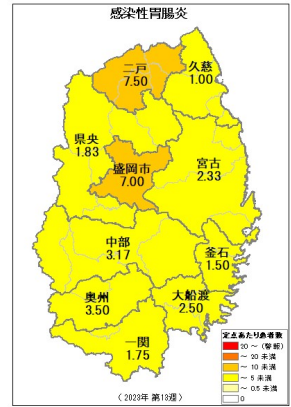 感染性胃腸炎
二戸
7.50
久慈
1.00
県央
1.83
盛岡市
7.00
宮古
2.33
中部
3.17
釜石
1.50
奥州
3.50
大船渡
2.50
一関
1.75
定点あたり患者数
20 ～ (警報)
～ 20 未満
～ 10 未満
～ 5 未満
～ 0.5 未満
0
（ 2023年 第13週 ）